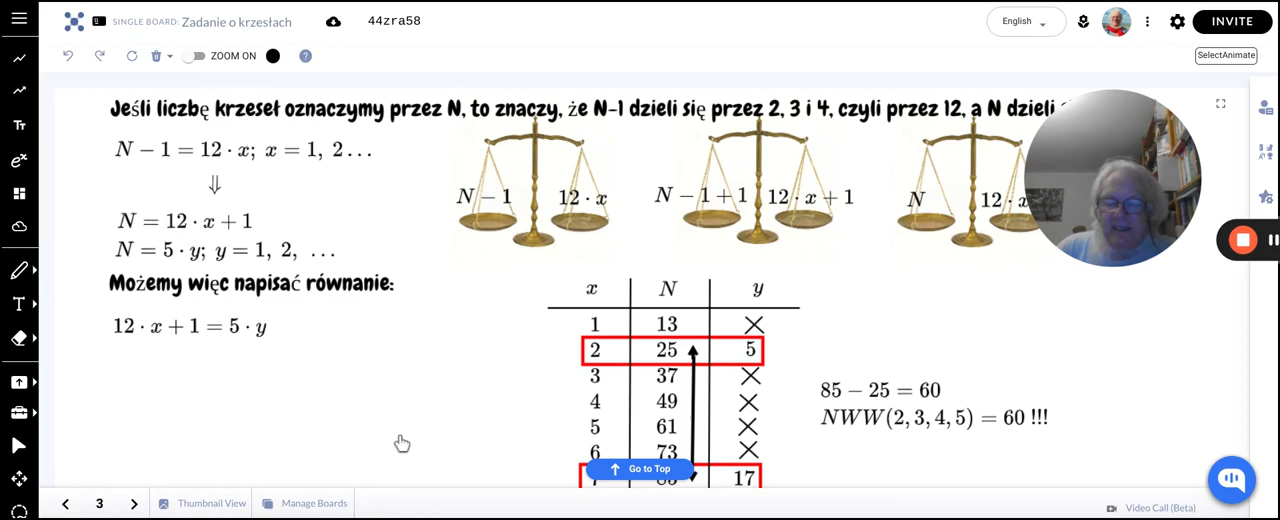 SINGLE BOARD: Zadanie o krzesłach
44zra58
English
INVITE
ZOOM ON
SelectAnimate
Jeśli liczbę krzeseł oznaczymy przez N, to znaczy, że N-1 dzieli się przez 2, 3 i 4, czyli przez 12, a N dzieli
N − 1 = 12 · x; x = 1, 2 . . .
⇓
N = 12 · x + 1
N = 5 · y; y = 1, 2, . . .
N − 1 12 · x
N − 1 + 1 12 · x + 1
N 12 · x
Możemy więc napisać równanie:
12 · x + 1 = 5 · y
x N y
1 13 ×
2 25 5
3 37 ×
4 49 ×
5 61 ×
6 73 ×
17
85 − 25 = 60
NWW(2, 3, 4, 5) = 60 !!!
Go to Top
3
Thumbnail View
Manage Boards
Video Call (Beta)